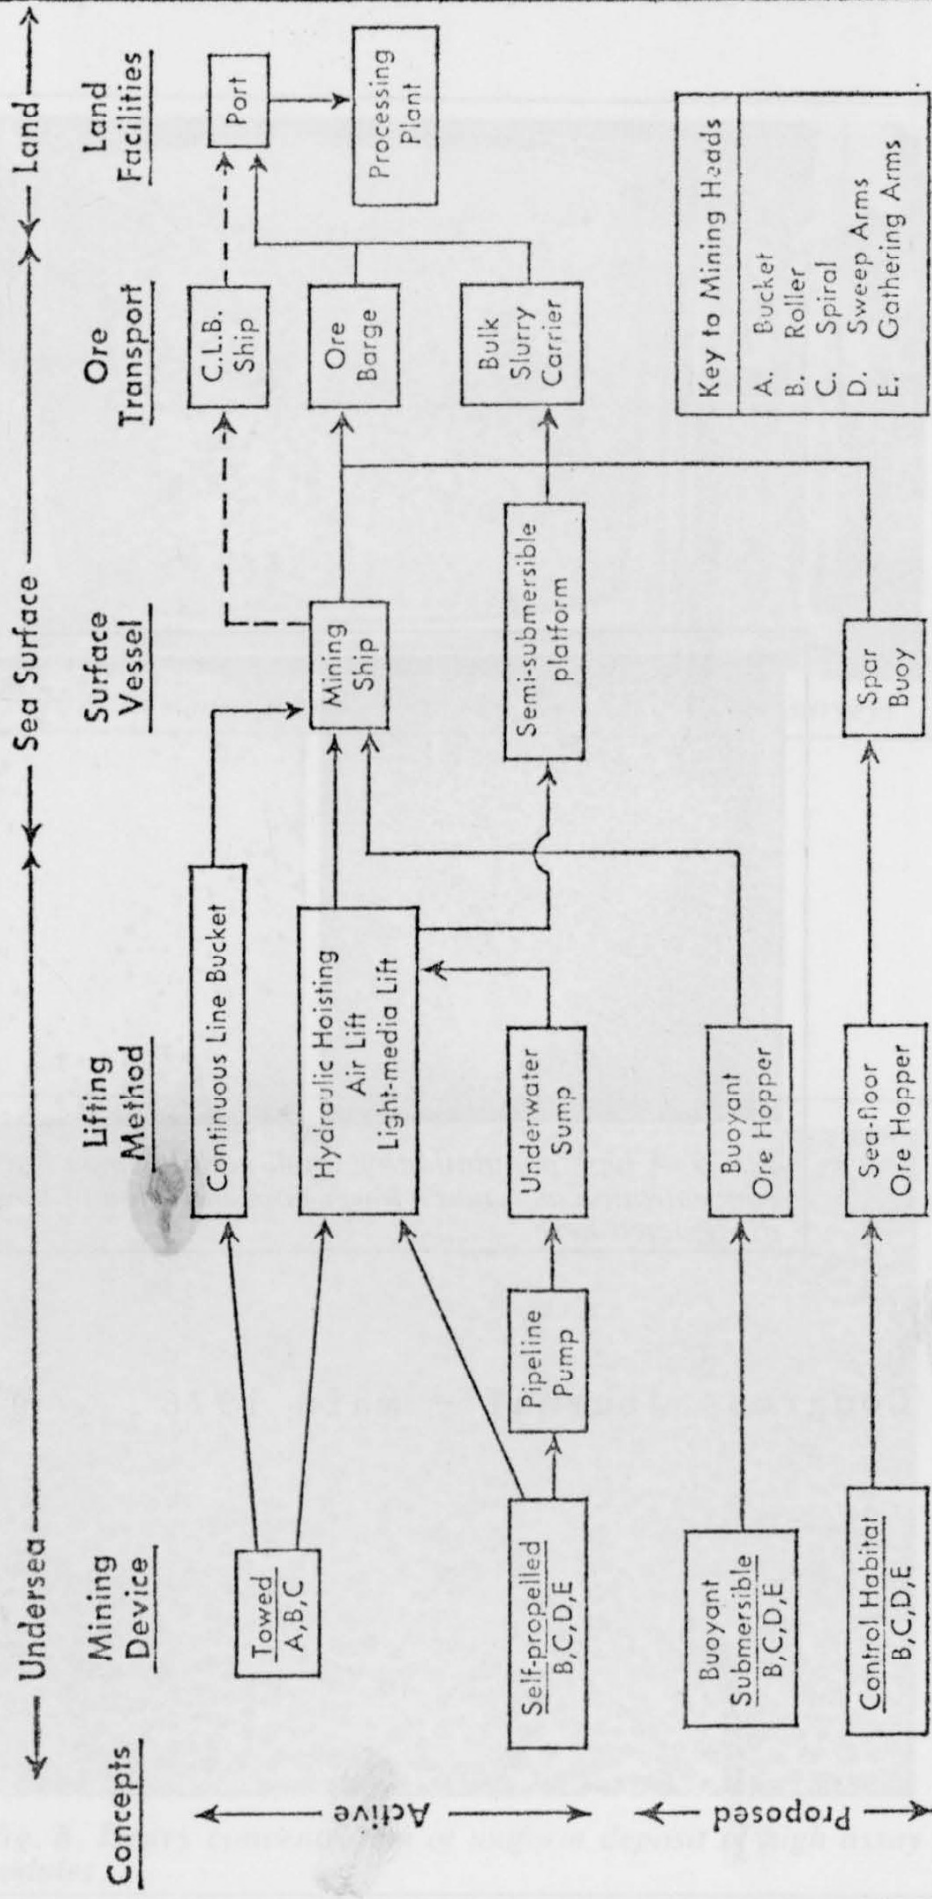 Undersea
Sea Surface
Land
Concepts
Mining
Device
Lifting
Method
Surface
Vessel
Ore
Transport
Land
Facilities
Active
Proposed
Towed
A,B,C
Continuous Line Bucket
C.L.B.
Ship
Port
Hydraulic Hoisting
Air Lift
Light-media Lift
Mining
Ship
Ore
Barge
Processing
Plant
Self-propelled
B,C,D,E
Pipeline
Pump
Underwater
Sump
Semi-submersible
platform
Bulk
Slurry
Carrier
Buoyant
Submersible
B,C,D,E
Buoyant
Ore Hopper
Control Habitat
B,C,D,E
Sea-floor
Ore Hopper
Spar
Buoy
Key to Mining Heads
A. Bucket
B. Roller
C. Spiral
D. Sweep Arms
E. Gathering Arms